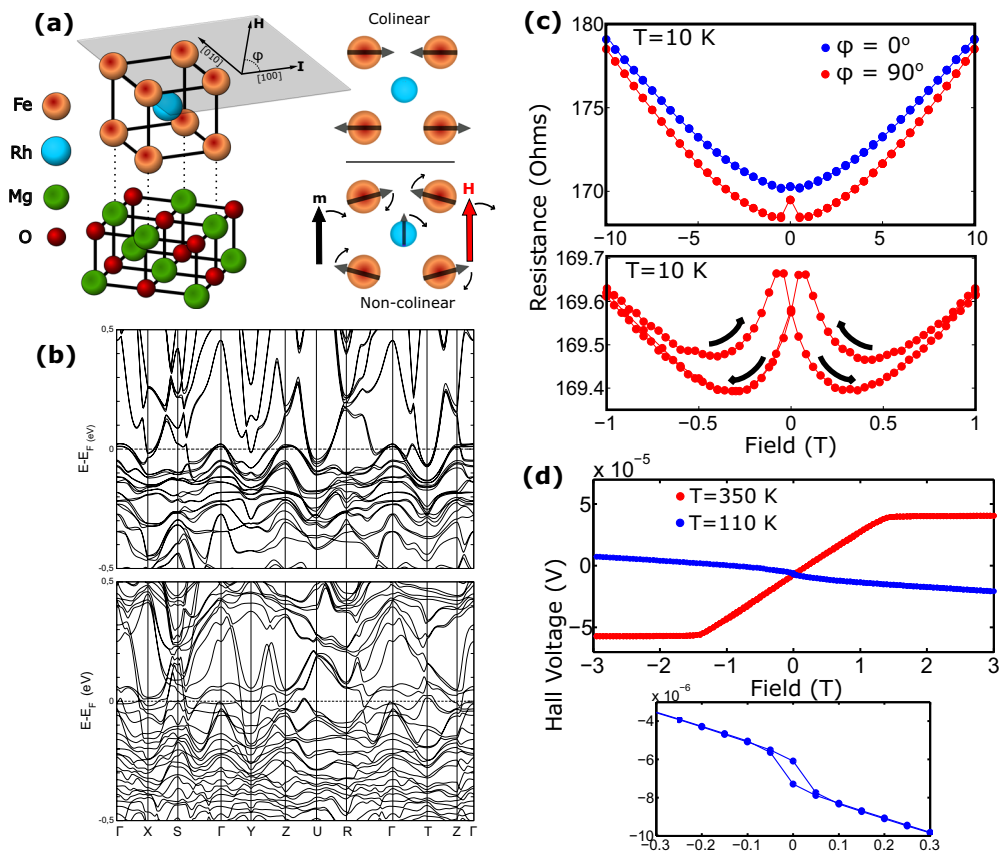 (a)
H
[010]
φ
[100]
I
Fe
Rh
Mg
O
Colinear
m
H
Non-colinear
(b)
0,5
E-E_F (eV)
0
-0,5
0,5
E-E_F (eV)
0
-0,5
Γ X S Γ Y Z U R Γ T Z Γ
(c)
180
T=10 K
φ = 0°
φ = 90°
175
170
−10 −5 0 5 10
Resistance (Ohms)
169.7
T=10 K
169.6
169.5
169.4
−1 −0.5 0 0.5 1
Field (T)
(d)
x 10⁻⁵
5
T=350 K
T=110 K
0
−5
−3 −2 −1 0 1 2 3
Hall Voltage (V)
Field (T)
x 10⁻⁶
−4
−6
−8
−10
−0.3 −0.2 −0.1 0 0.1 0.2 0.3